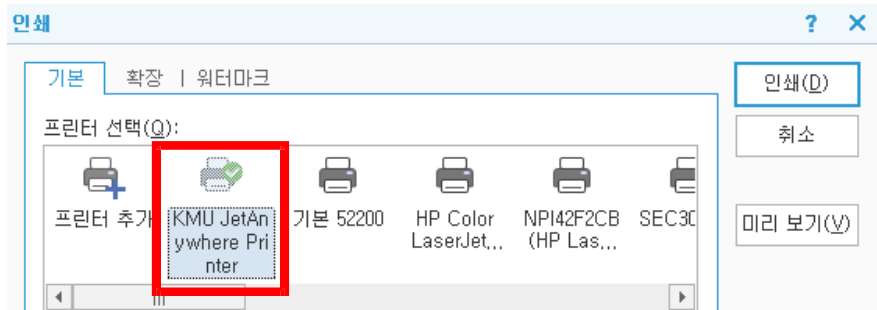 인쇄
? ×
기본 확장 | 워터마크
인쇄(D)
프린터 선택(Q):
취소
프린터 추가
KMU JetAn
ywhere Pri
nter
기본 52200
HP Color
LaserJet,,,
NPI42F2CB
(HP Las,,,
SEC30
미리 보기(V)